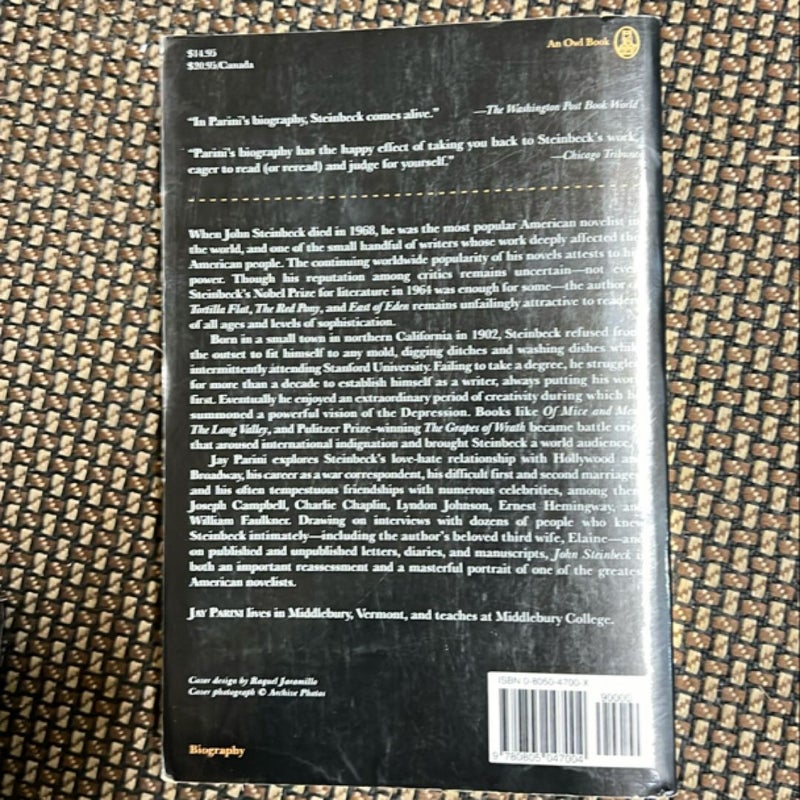 $14.95
$20.95/Canada
An Owl Book
“In Parini's biography, Steinbeck comes alive.”
—The Washington Post Book World
“Parini's biography has the happy effect of taking you back to Steinbeck's work,
eager to read (or reread) and judge for yourself.”
—Chicago Tribune
When John Steinbeck died in 1968, he was the most popular American novelist in
the world, and one of the small handful of writers whose work deeply affected the
American people. The continuing worldwide popularity of his novels attests to his
power. Though his reputation among critics remains uncertain—not even
Steinbeck's Nobel Prize for literature in 1964 was enough for some—the author o
Tortilla Flat, The Red Pony, and East of Eden remains unfailingly attractive to reader
of all ages and levels of sophistication.
Born in a small town in northern California in 1902, Steinbeck refused from
the outset to fit himself to any mold, digging ditches and washing dishes while
intermittently attending Stanford University. Failing to take a degree, he struggle
for more than a decade to establish himself as a writer, always putting his wor
first. Eventually he enjoyed an extraordinary period of creativity during which h
summoned a powerful vision of the Depression. Books like Of Mice and Men
The Long Valley, and Pulitzer Prize–winning The Grapes of Wrath became battle crie
that aroused international indignation and brought Steinbeck a world audience.
Jay Parini explores Steinbeck's love-hate relationship with Hollywood an
Broadway, his career as a war correspondent, his difficult first and second marriage
and his often tempestuous friendships with numerous celebrities, among them
Joseph Campbell, Charlie Chaplin, Lyndon Johnson, Ernest Hemingway, an
William Faulkner. Drawing on interviews with dozens of people who knew
Steinbeck intimately—including the author's beloved third wife, Elaine—an
on published and unpublished letters, diaries, and manuscripts, John Steinbeck i
both an important reassessment and a masterful portrait of one of the greates
American novelists.
JAY PARINI lives in Middlebury, Vermont, and teaches at Middlebury College.
Cover design by Raquel Jaramillo
Cover photograph © Archive Photos
Biography
ISBN 0-8050-4700-X
90000
9 780805 047004